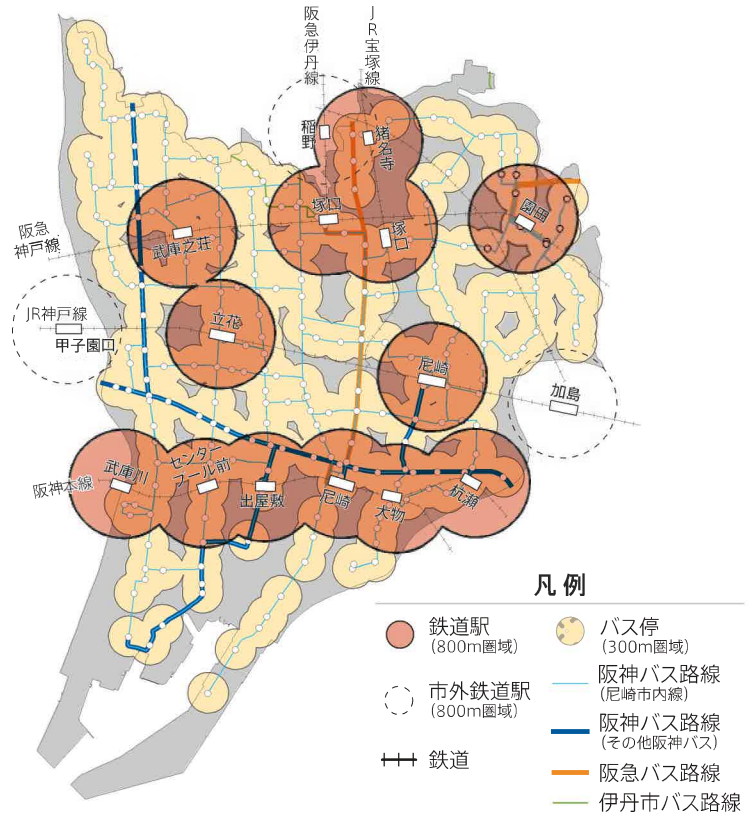 阪急伊丹線
JR宝塚線
稲野
猪名寺
塚口
塚口
園田
武庫之荘
阪急
神戸線
JR神戸線
甲子園口
立花
尼崎
加島
武庫川
センター
プール前
出屋敷
尼崎
大物
杭瀬
阪神本線
凡例
鉄道駅
(800m圏域)
バス停
(300m圏域)
市外鉄道駅
(800m圏域)
阪神バス路線
(尼崎市内線)
阪神バス路線
(その他阪神バス)
鉄道
阪急バス路線
伊丹市バス路線